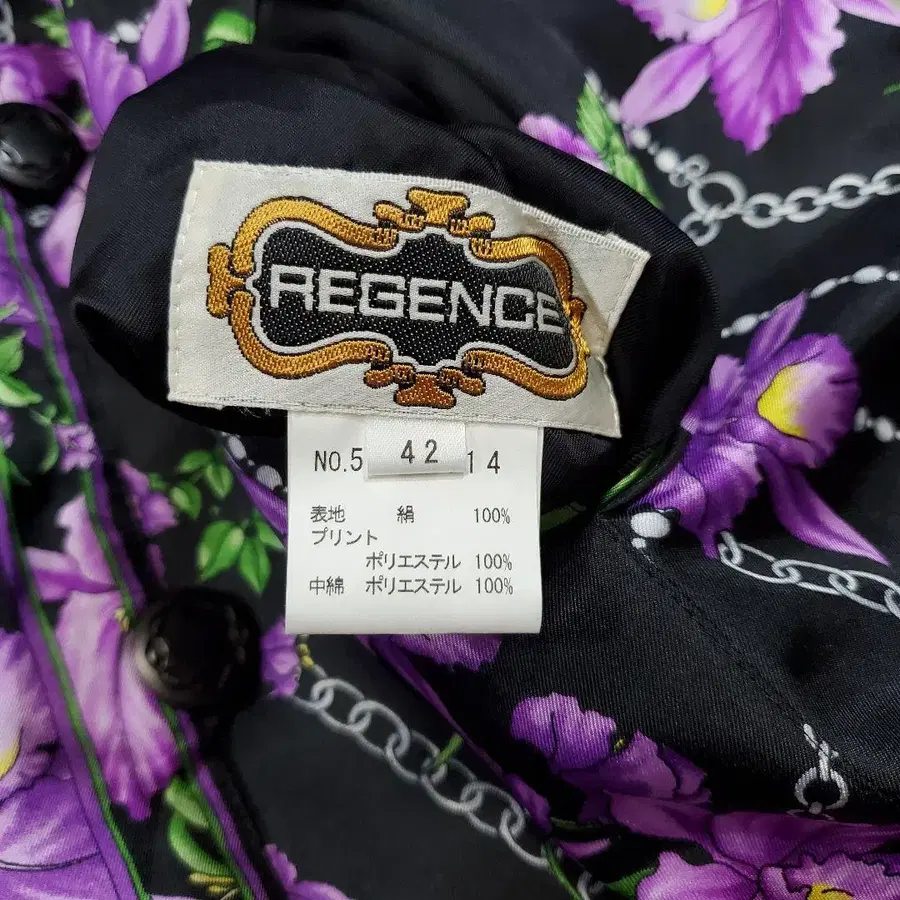 REGENCE
NO.5 42 14
表地 絹 100%
プリント
ポリエステル 100%
中綿 ポリエステル 100%